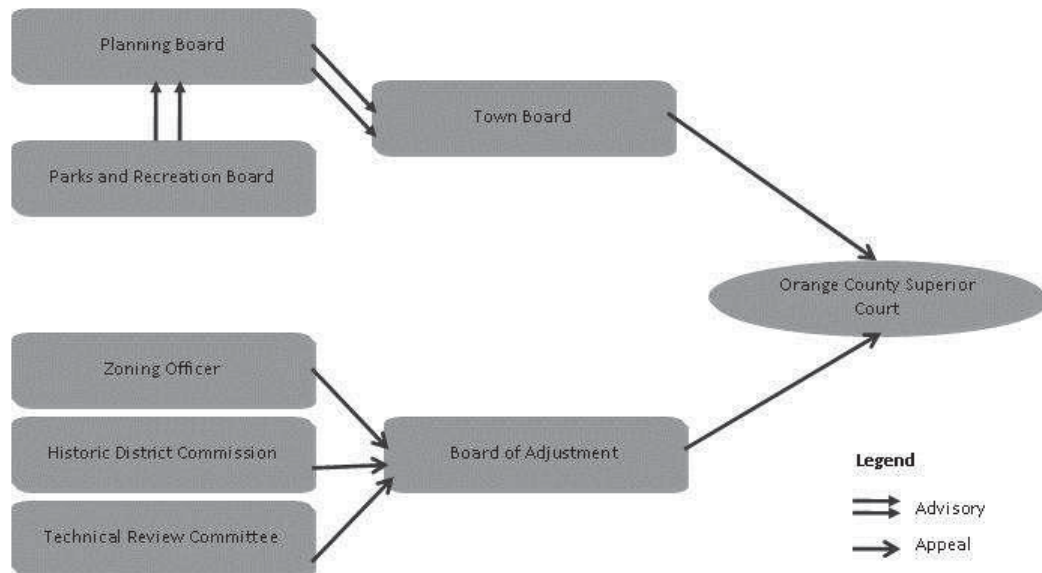 Planning Board
Town Board
Parks and Recreation Board
Orange County Superior
Court
Zoning Officer
Historic District Commission
Board of Adjustment
Technical Review Committee
Legend
Advisory
Appeal